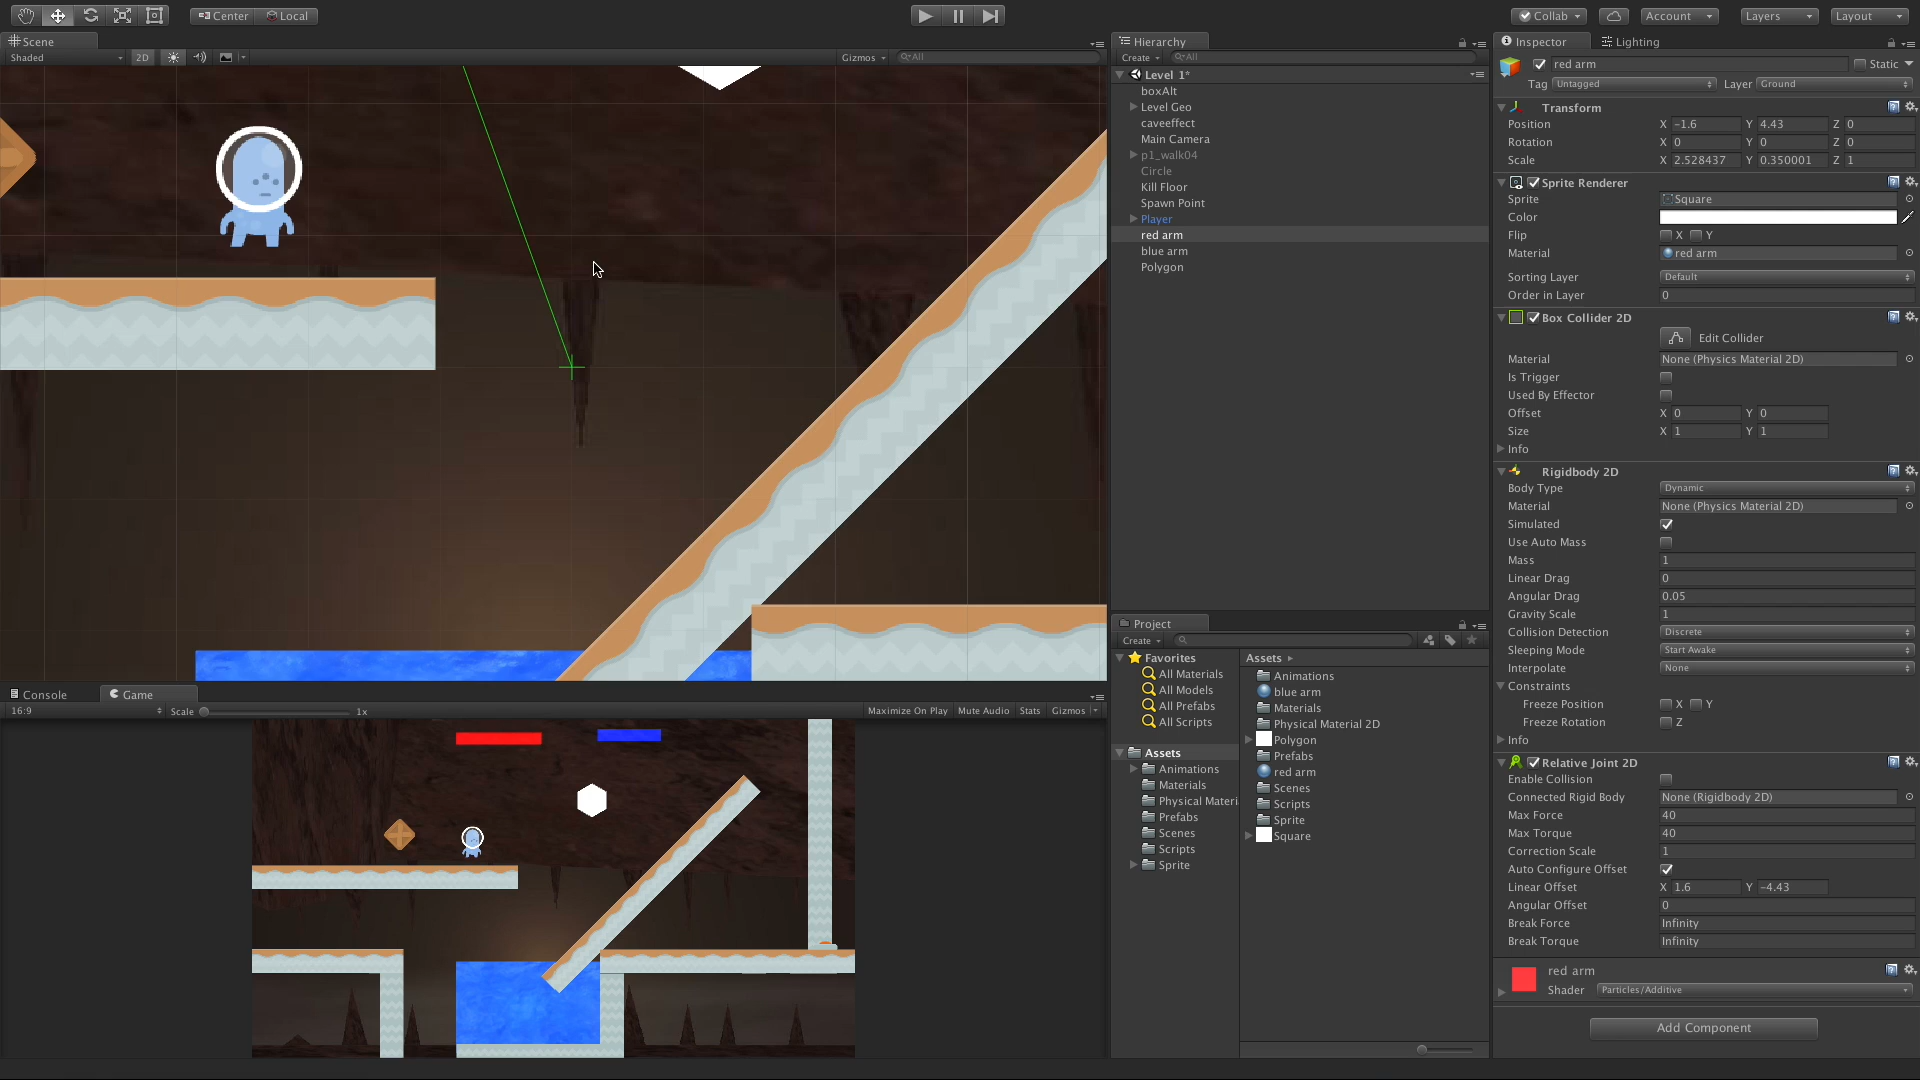 Center Local Collab Account Layers Layout
Scene
Shaded 2D Gizmos All
Hierarchy
Create All
Level 1*
boxAlt
Level Geo
caveeffect
Main Camera
p1_walk04
Circle
Kill Floor
Spawn Point
Player
red arm
blue arm
Polygon
Console Game
16:9 Scale 1x Maximize On Play Mute Audio Stats Gizmos
Project
Create
Favorites
All Materials
All Models
All Prefabs
All Scripts
Assets
Animations
Materials
Physical Materi
Prefabs
Scenes
Scripts
Sprite
Assets
Animations
blue arm
Materials
Physical Material 2D
Polygon
Prefabs
red arm
Scenes
Scripts
Sprite
Square
Inspector Lighting
red arm Static
Tag Untagged Layer Ground
Transform
Position X -1.6 Y 4.43 Z 0
Rotation X 0 Y 0 Z 0
Scale X 2.528437 Y 0.350001 Z 1
Sprite Renderer
Sprite Square
Color
Flip X Y
Material red arm
Sorting Layer Default
Order in Layer 0
Box Collider 2D
Edit Collider
Material None (Physics Material 2D)
Is Trigger
Used By Effector
Offset X 0 Y 0
Size X 1 Y 1
Info
Rigidbody 2D
Body Type Dynamic
Material None (Physics Material 2D)
Simulated
Use Auto Mass
Mass 1
Linear Drag 0
Angular Drag 0.05
Gravity Scale 1
Collision Detection Discrete
Sleeping Mode Start Awake
Interpolate None
Constraints
Freeze Position X Y
Freeze Rotation Z
Info
Relative Joint 2D
Enable Collision
Connected Rigid Body None (Rigidbody 2D)
Max Force 40
Max Torque 40
Correction Scale 1
Auto Configure Offset
Linear Offset X 1.6 Y -4.43
Angular Offset 0
Break Force Infinity
Break Torque Infinity
red arm
Shader Particles/Additive
Add Component